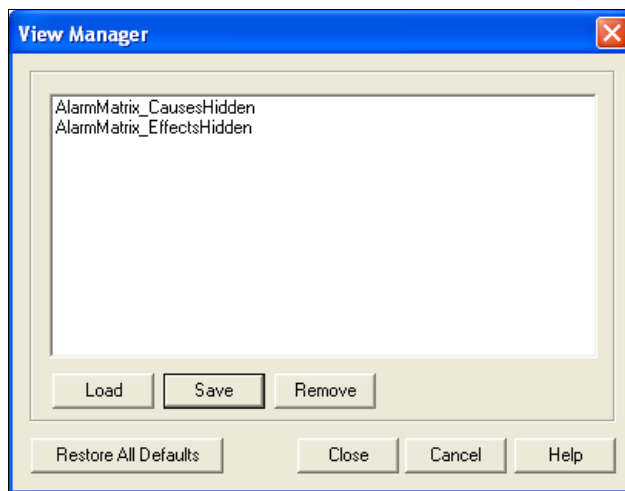 View Manager
AlarmMatrix_CausesHidden
AlarmMatrix_EffectsHidden
Load Save Remove
Restore All Defaults Close Cancel Help